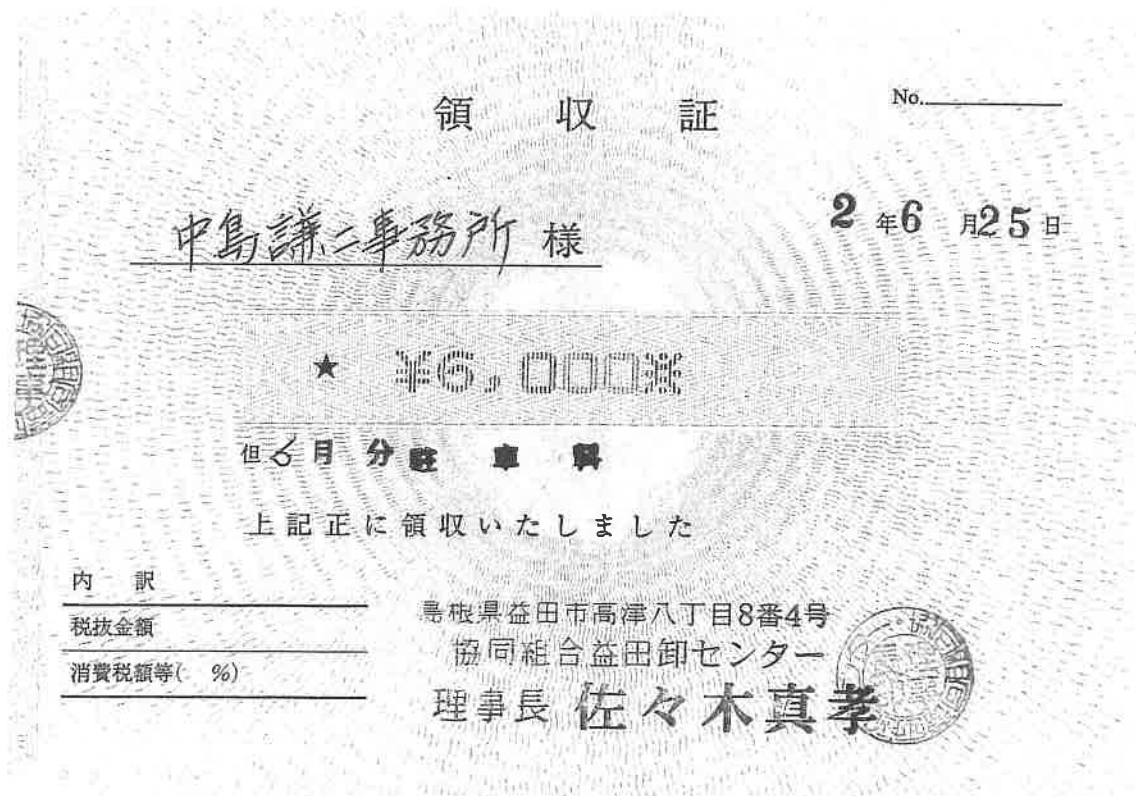 領収証
No.
中島謙二事務所 様
2年6月25日
★ ¥6,000※
但 6月分駐車料
上記正に領収いたしました
内訳
税抜金額
消費税額等( %)
島根県益田市高津八丁目8番4号
協同組合益田卸センター
理事長 佐々木真孝